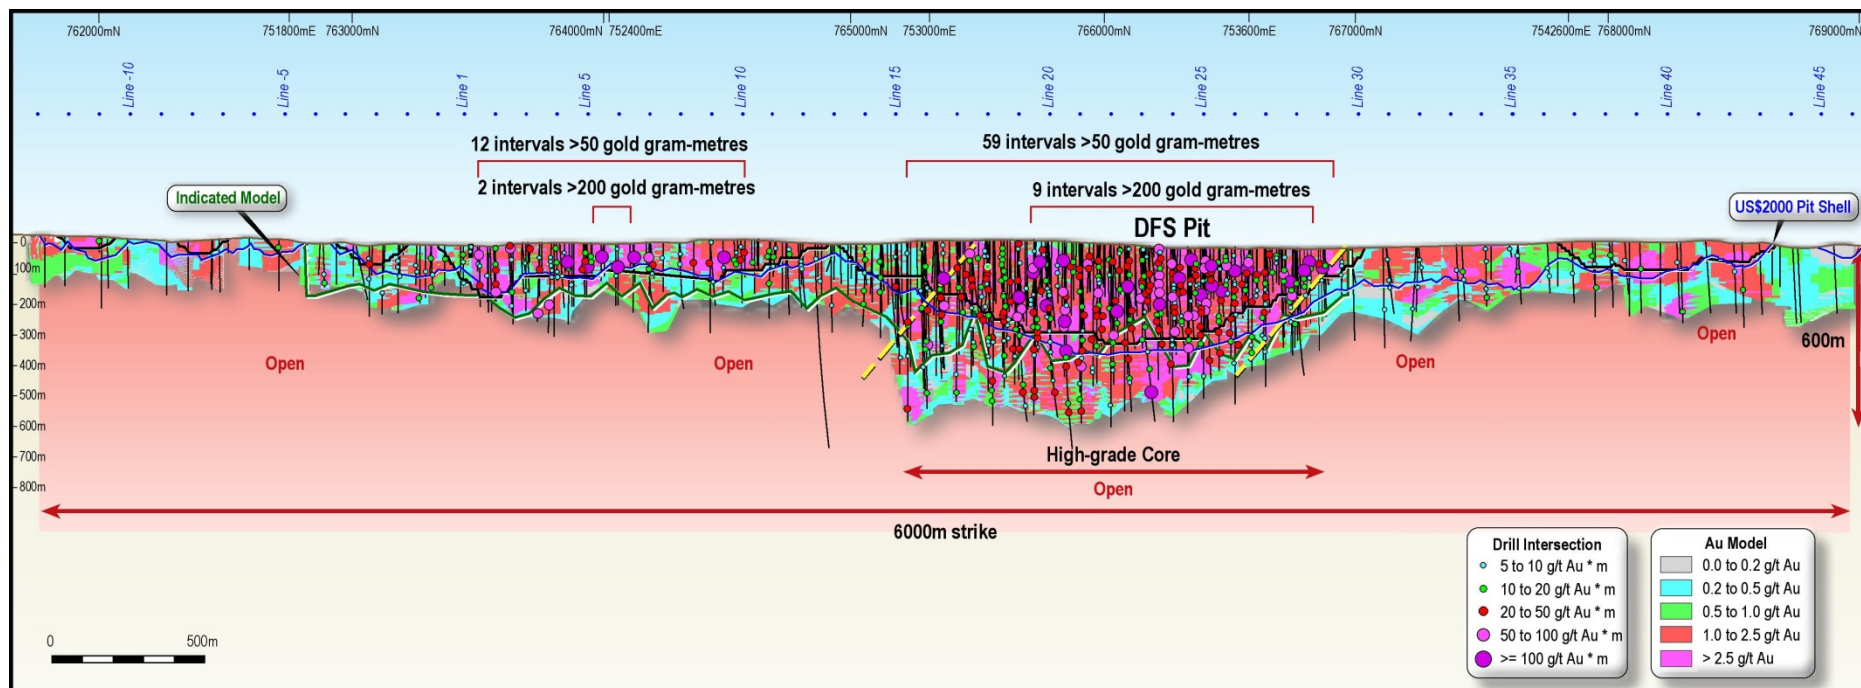 762000mN 751800mE 763000mN 764000mN 752400mE 765000mN 753000mE 766000mN 753600mE 767000mN 7542600mE 768000mN 769000mN
Line -10 Line -5 Line 1 Line 5 Line 10 Line 15 Line 20 Line 25 Line 30 Line 35 Line 40 Line 45
12 intervals >50 gold gram-metres
59 intervals >50 gold gram-metres
2 intervals >200 gold gram-metres
9 intervals >200 gold gram-metres
Indicated Model
US$2000 Pit Shell
DFS Pit
0
100m
200m
300m
400m
500m
600m
700m
800m
600m
Open
Open
Open
Open
High-grade Core
Open
6000m strike
0 500m
Drill Intersection
5 to 10 g/t Au * m
10 to 20 g/t Au * m
20 to 50 g/t Au * m
50 to 100 g/t Au * m
>= 100 g/t Au * m
Au Model
0.0 to 0.2 g/t Au
0.2 to 0.5 g/t Au
0.5 to 1.0 g/t Au
1.0 to 2.5 g/t Au
> 2.5 g/t Au